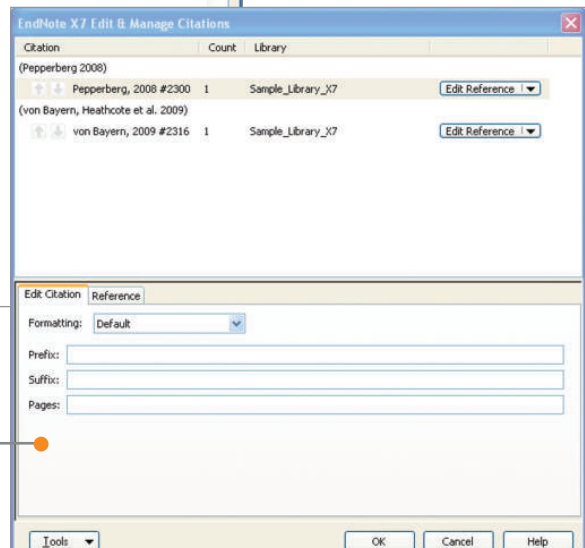 EndNote X7 Edit & Manage Citations
Citation Count Library
(Pepperberg 2008)
Pepperberg, 2008 #2300 1 Sample_Library_X7 Edit Reference
(von Bayern, Heathcote et al. 2009)
von Bayern, 2009 #2316 1 Sample_Library_X7 Edit Reference
Edit Citation Reference
Formatting: Default
Prefix:
Suffix:
Pages:
Tools OK Cancel Help